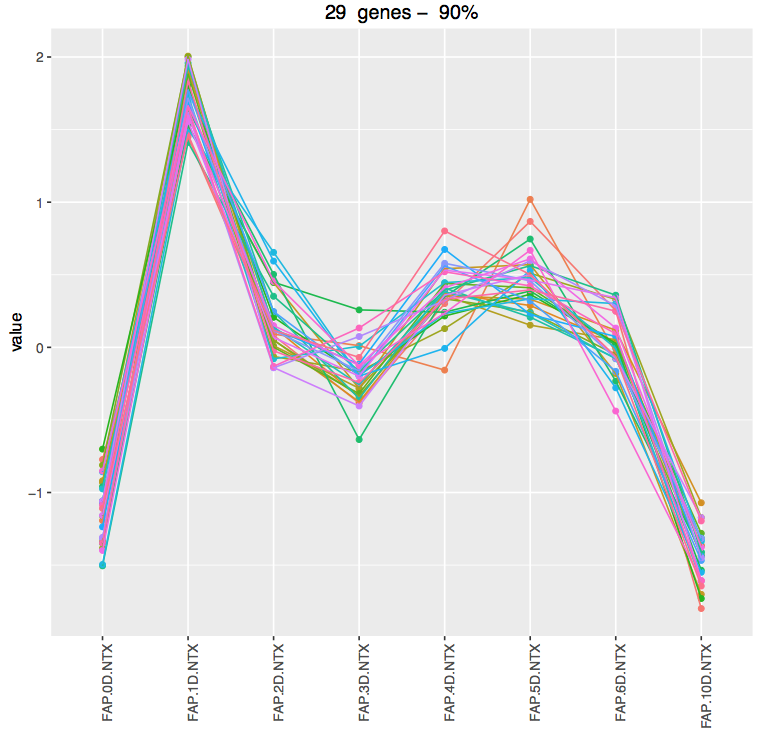 29 genes − 90%
value
2
1
0
−1
FAP.0D.NTX
FAP.1D.NTX
FAP.2D.NTX
FAP.3D.NTX
FAP.4D.NTX
FAP.5D.NTX
FAP.6D.NTX
FAP.10D.NTX